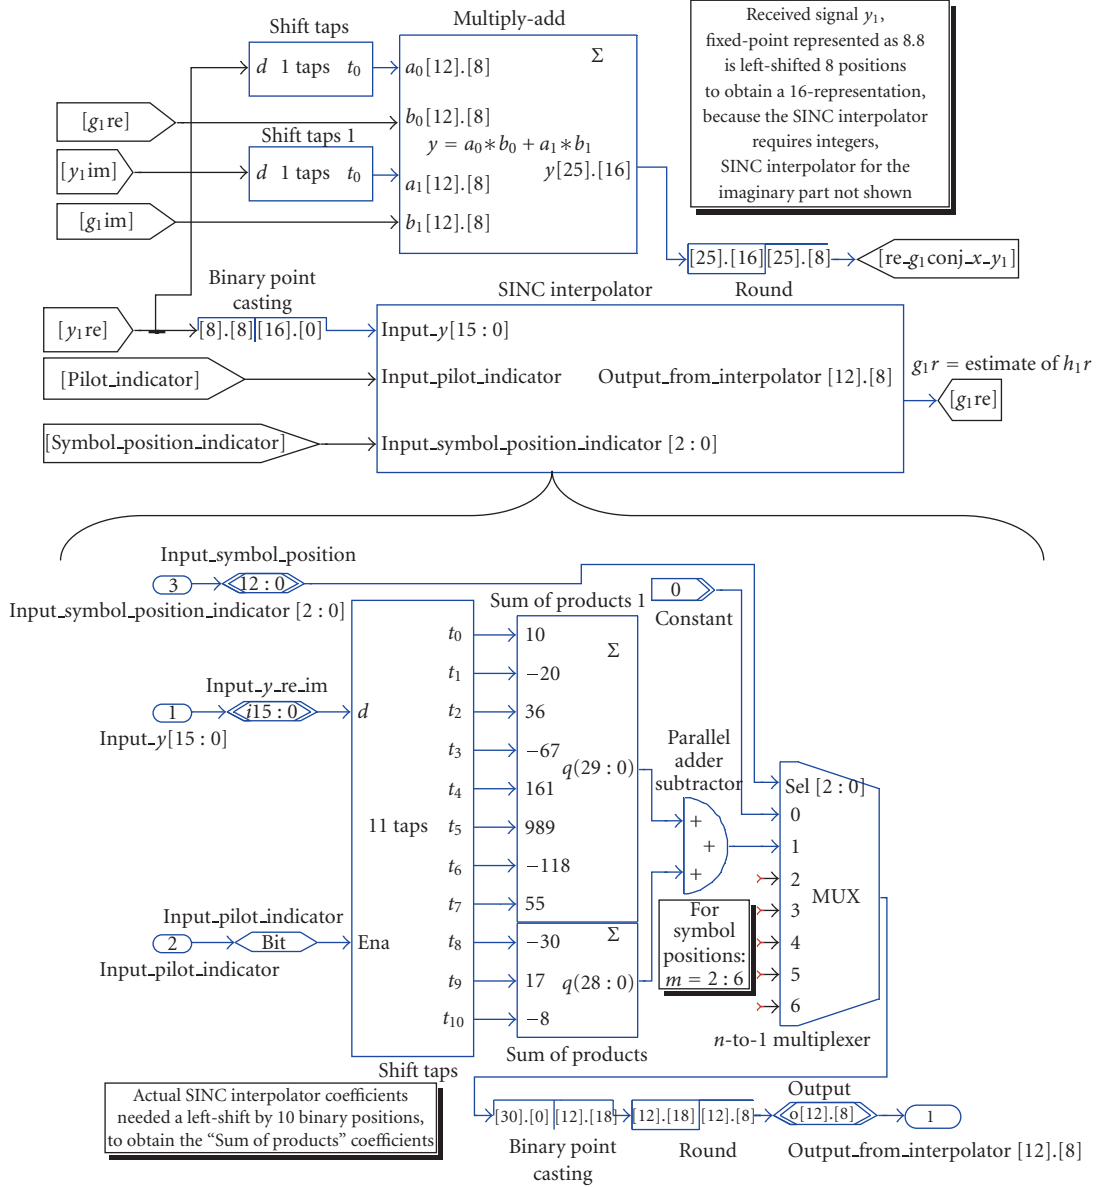 Shift taps
d 1 taps t0
Multiply-add
Σ
a0[12].[8]
b0[12].[8]
y = a0*b0 + a1*b1
y[25].[16]
a1[12].[8]
b1[12].[8]
[g1re]
Shift taps 1
d 1 taps t0
[y1im]
[g1im]
Received signal y1,
fixed-point represented as 8.8
is left-shifted 8 positions
to obtain a 16-representation,
because the SINC interpolator
requires integers,
SINC interpolator for the
imaginary part not shown
[25].[16] [25].[8]
Round
[re_g1conj_x_y1]
Binary point
casting
[y1re]
[8].[8] [16].[0]
SINC interpolator
Input_y[15 : 0]
[Pilot_indicator]
Input_pilot_indicator
Output_from_interpolator [12].[8]
g1r = estimate of h1r
[g1re]
[Symbol_position_indicator]
Input_symbol_position_indicator [2 : 0]
Input_symbol_position
3
12 : 0
Input_symbol_position_indicator [2 : 0]
Input_y_re_im
1
i15 : 0
Input_y[15 : 0]
Input_pilot_indicator
2
Bit
Input_pilot_indicator
d
11 taps
Ena
t0
t1
t2
t3
t4
t5
t6
t7
t8
t9
t10
Shift taps
Sum of products 1
Σ
10
−20
36
−67
161
989
−118
55
q(29 : 0)
Σ
−30
17
−8
q(28 : 0)
Sum of products
0
Constant
Parallel
adder
subtractor
+
+
+
For
symbol
positions:
m = 2 : 6
Sel [2 : 0]
0
1
2
3
4
5
6
MUX
n-to-1 multiplexer
Actual SINC interpolator coefficients
needed a left-shift by 10 binary positions,
to obtain the “Sum of products” coefficients
[30].[0] [12].[18]
Binary point
casting
[12].[18] [12].[8]
Round
Output
o[12].[8]
1
Output_from_interpolator [12].[8]